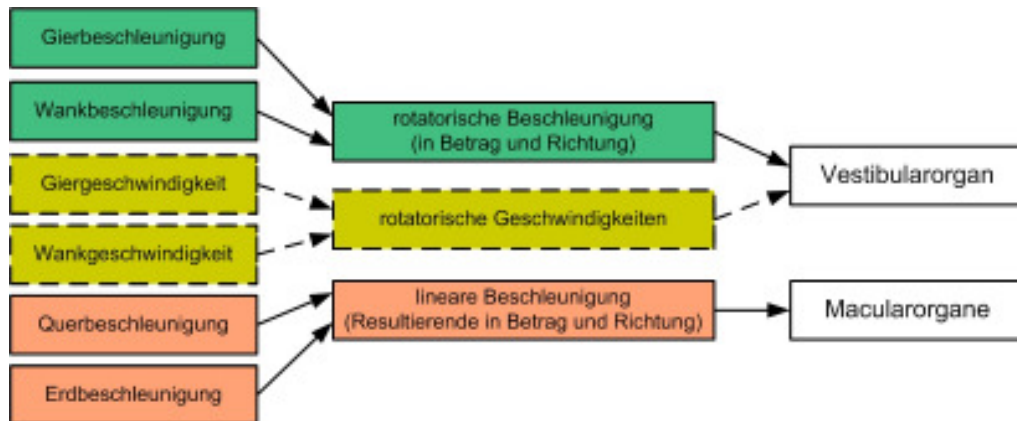 Gierbeschleunigung
Wankbeschleunigung
Giergeschwindigkeit
Wankgeschwindigkeit
Querbeschleunigung
Erdbeschleunigung
rotatorische Beschleunigung
(in Betrag und Richtung)
rotatorische Geschwindigkeiten
lineare Beschleunigung
(Resultierende in Betrag und Richtung)
Vestibularorgan
Macularorgane